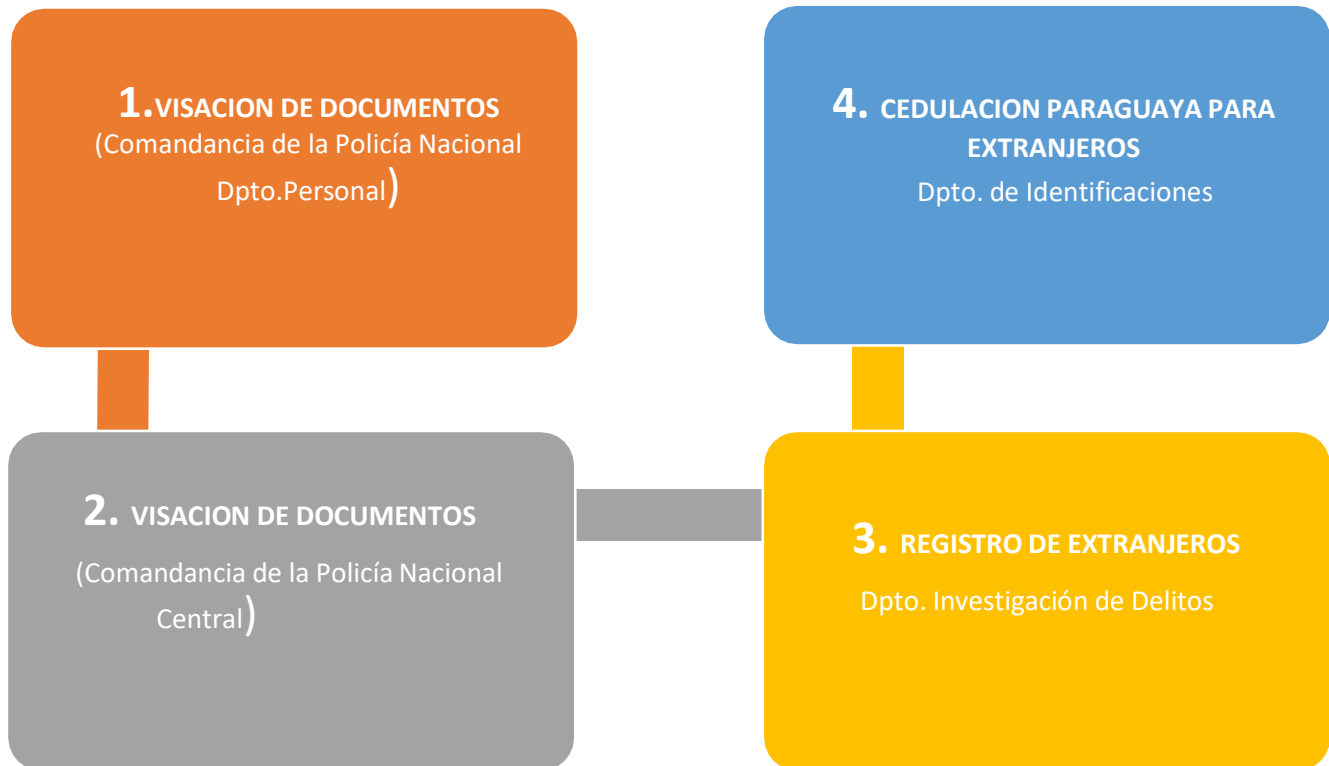 1.VISACION DE DOCUMENTOS
(Comandancia de la Policía Nacional
Dpto.Personal)
2. VISACION DE DOCUMENTOS
(Comandancia de la Policía Nacional
Central)
3. REGISTRO DE EXTRANJEROS
Dpto. Investigación de Delitos
4. CEDULACION PARAGUAYA PARA
EXTRANJEROS
Dpto. de Identificaciones